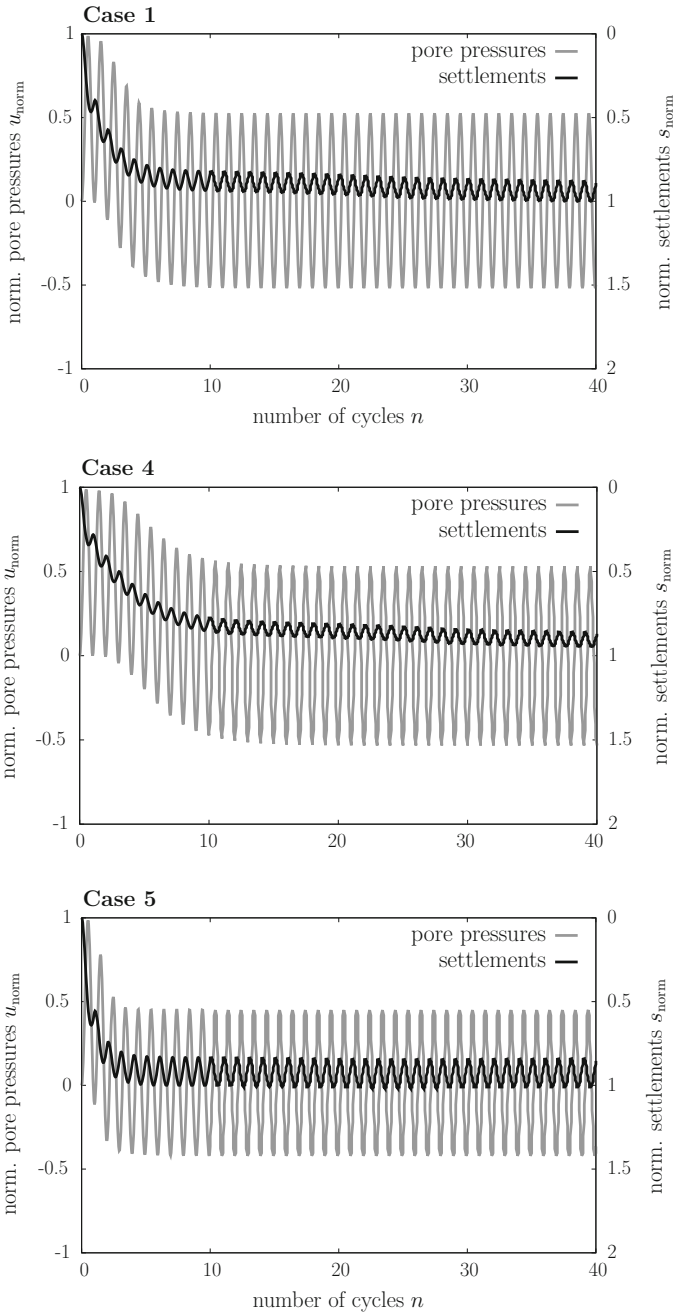 Case 1
pore pressures
settlements
norm. pore pressures u_norm
1
0.5
0
-0.5
-1
0
0.5
1
1.5
2
norm. settlements s_norm
0 10 20 30 40
number of cycles n
Case 4
pore pressures
settlements
norm. pore pressures u_norm
1
0.5
0
-0.5
-1
0
0.5
1
1.5
2
norm. settlements s_norm
0 10 20 30 40
Case 5
pore pressures
settlements
norm. pore pressures u_norm
1
0.5
0
-0.5
-1
0
0.5
1
1.5
2
norm. settlements s_norm
0 10 20 30 40
number of cycles n